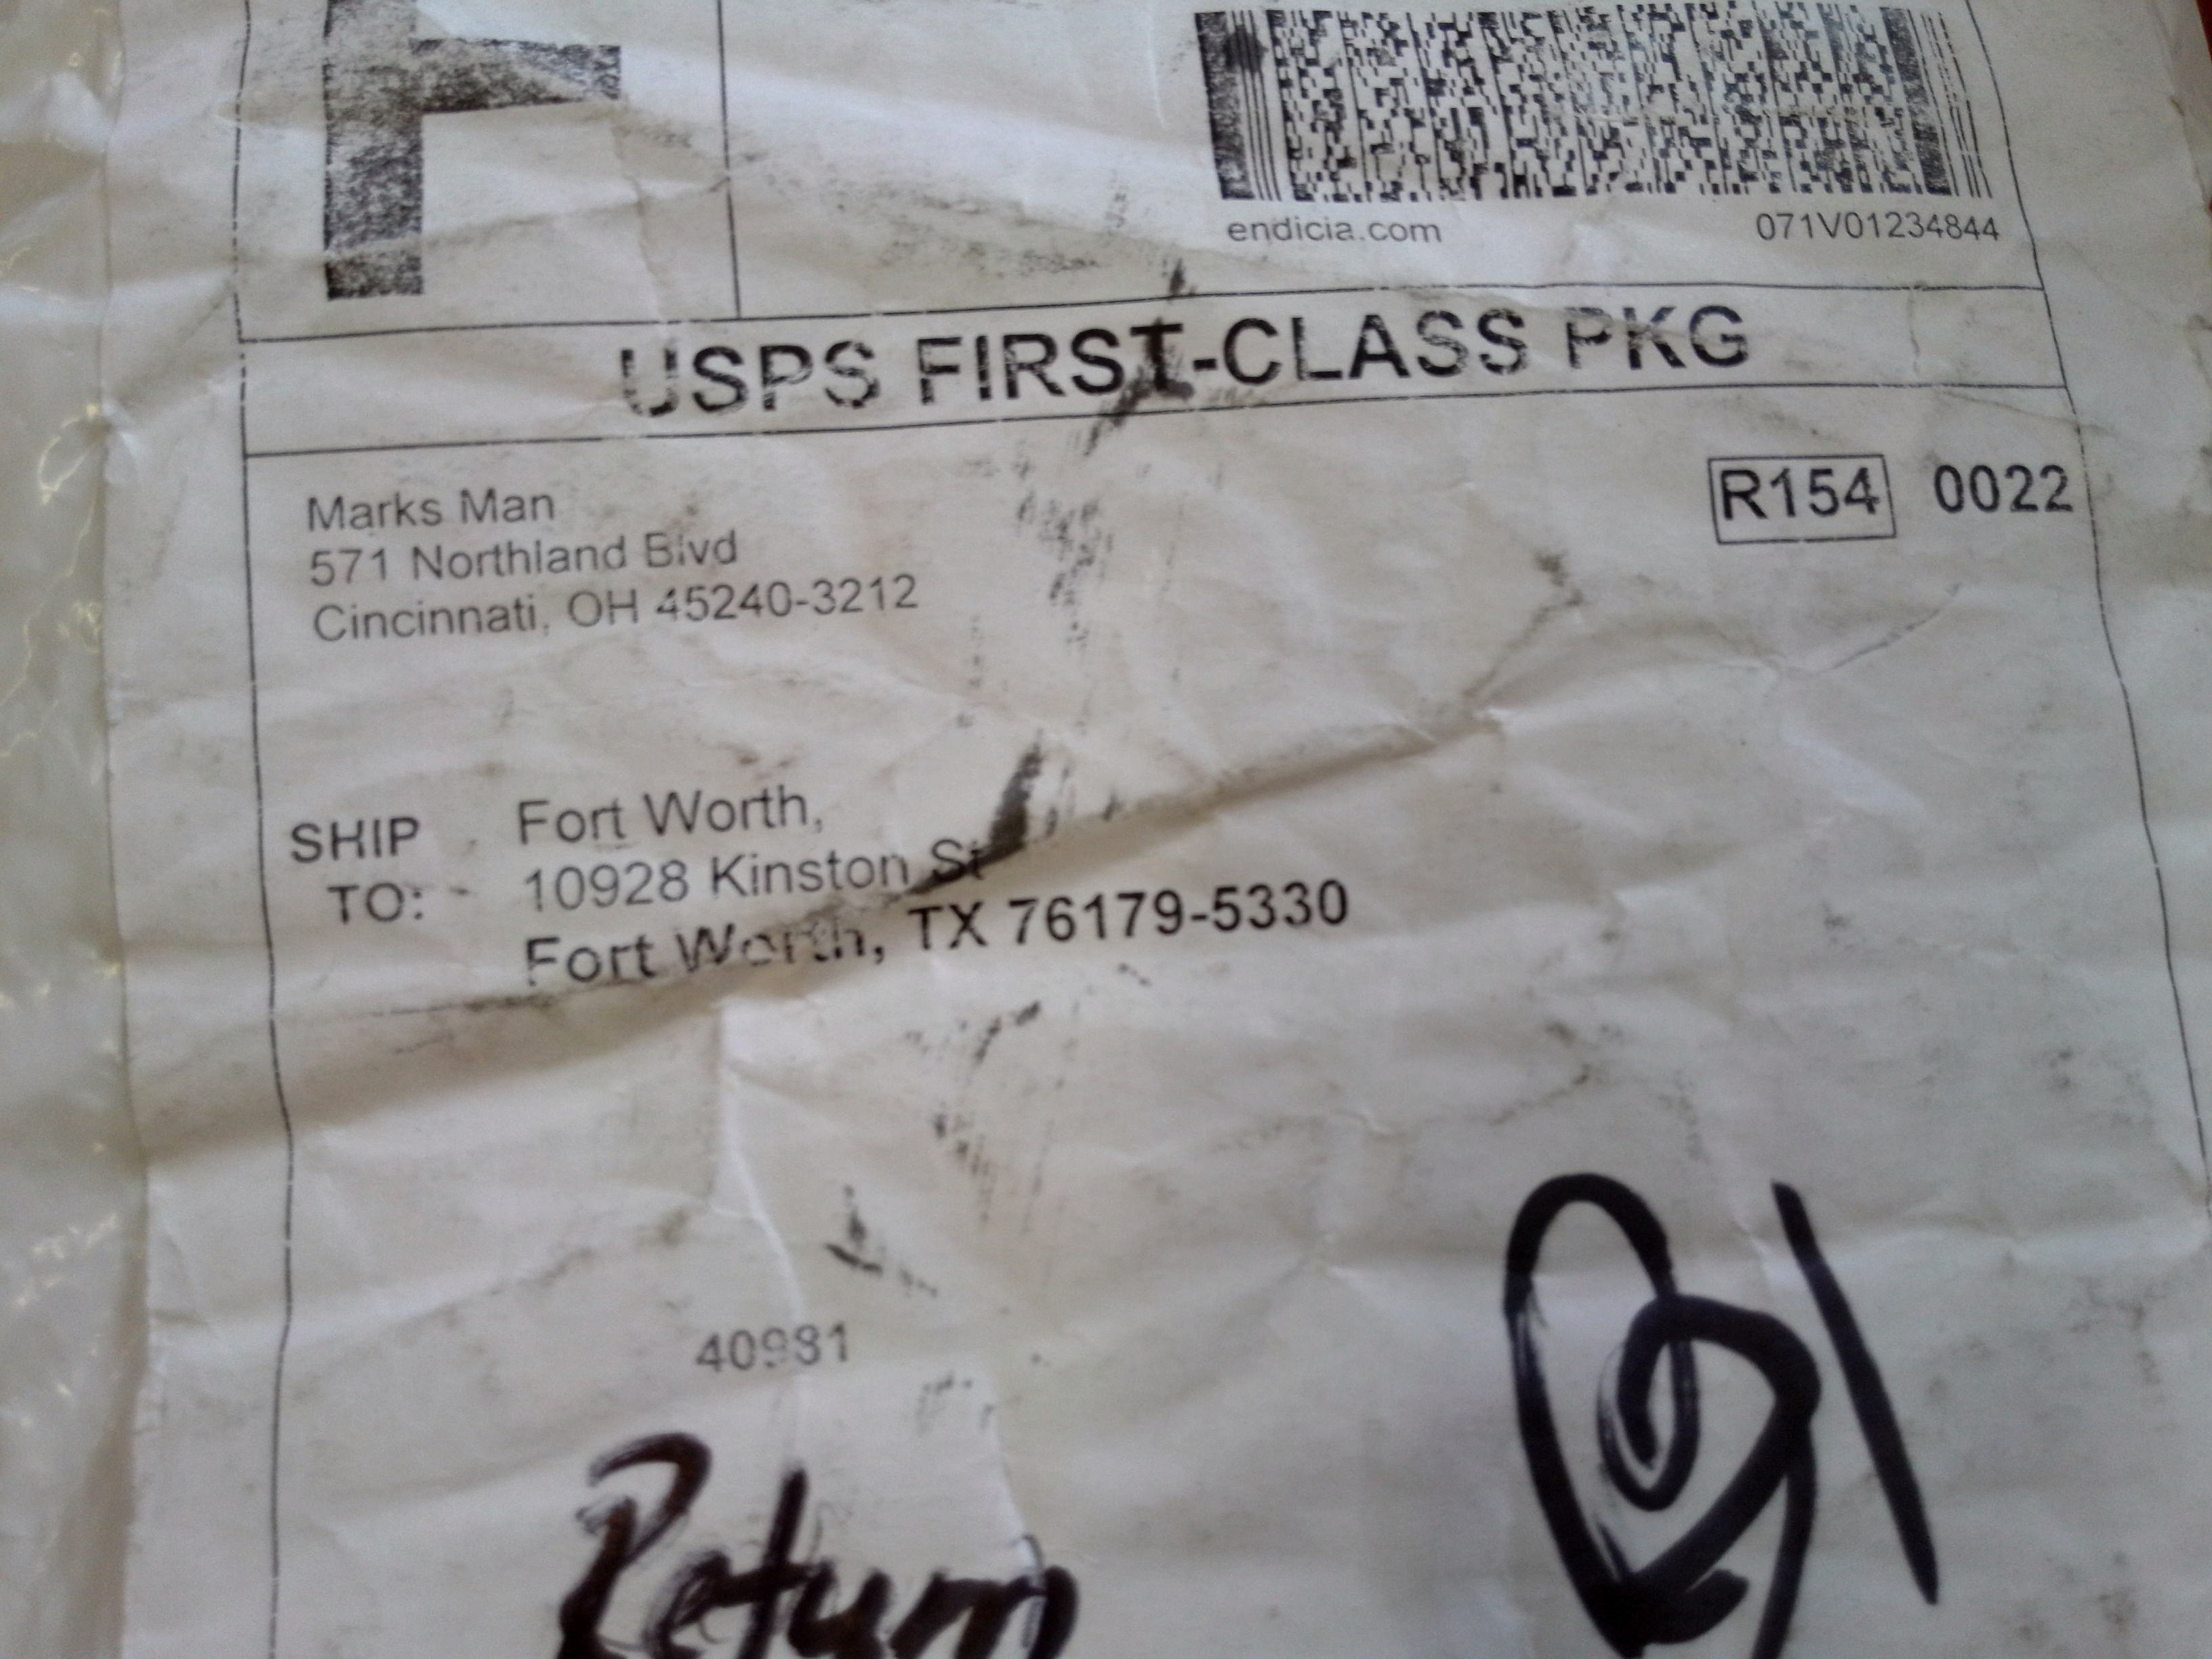 F
endicia.com 071V01234844
USPS FIRST-CLASS PKG
Marks Man
571 Northland Blvd
Cincinnati, OH 45240-3212
R154 0022
SHIP TO:
Fort Worth,
10928 Kinston St
Fort Worth, TX 76179-5330
40981
Return